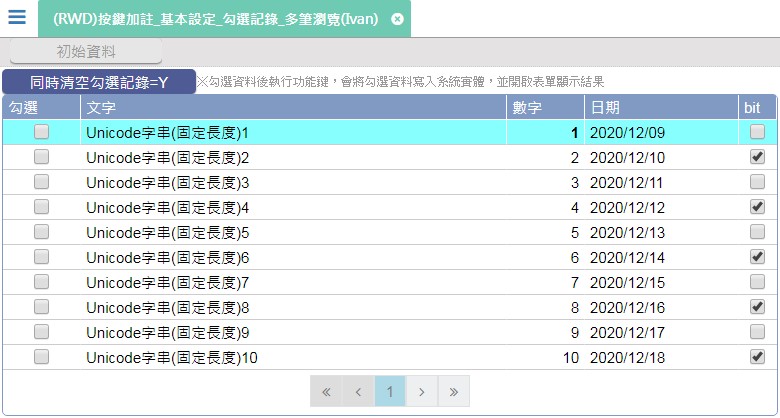 (RWD)按鍵加註_基本設定_勾選記錄_多筆瀏覽(Ivan)
初始資料
同時清空勾選記錄=Y ※勾選資料後執行功能鍵，會將勾選資料寫入系統實體，並開啟表單顯示結果
勾選 文字 數字 日期 bit
Unicode字串(固定長度)1 1 2020/12/09
Unicode字串(固定長度)2 2 2020/12/10
Unicode字串(固定長度)3 3 2020/12/11
Unicode字串(固定長度)4 4 2020/12/12
Unicode字串(固定長度)5 5 2020/12/13
Unicode字串(固定長度)6 6 2020/12/14
Unicode字串(固定長度)7 7 2020/12/15
Unicode字串(固定長度)8 8 2020/12/16
Unicode字串(固定長度)9 9 2020/12/17
Unicode字串(固定長度)10 10 2020/12/18
« ‹ 1 › »